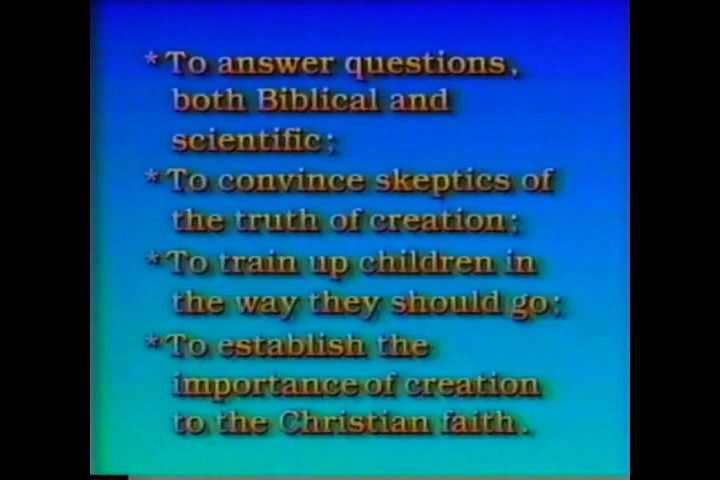 *To answer questions,
both Biblical and
scientific;
*To convince skeptics of
the truth of creation;
*To train up children in
the way they should go;
*To establish the
importance of creation
to the Christian faith.